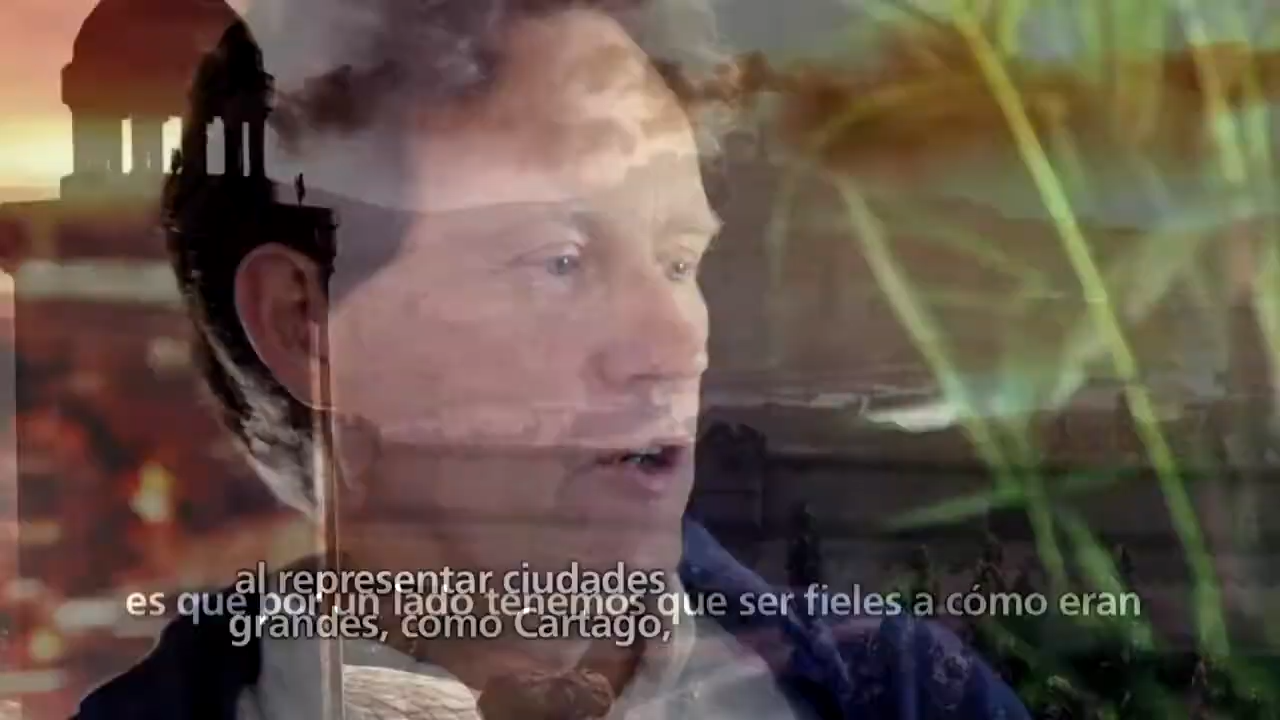 al representar ciudades
es que por un lado tenemos que ser fieles a cómo eran
grandes, como Cartago,